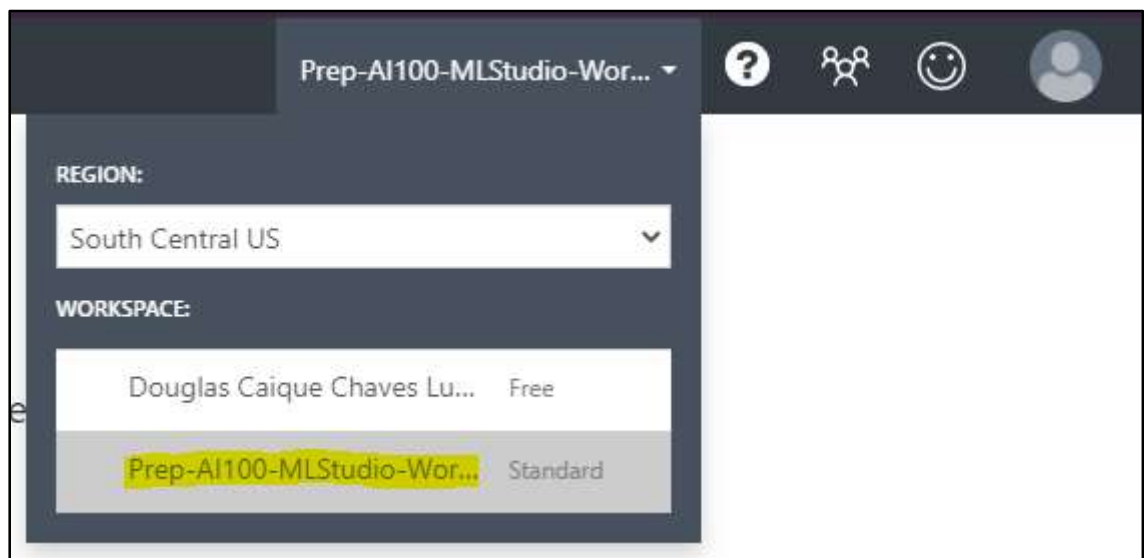 Prep-AI100-MLStudio-Wor...
?
REGION:
South Central US
WORKSPACE:
Douglas Caique Chaves Lu... Free
e
Prep-AI100-MLStudio-Wor... Standard